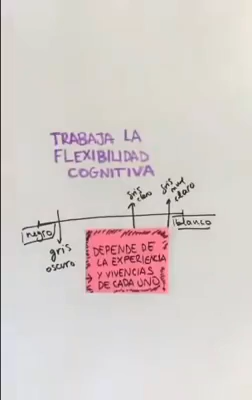 TRABAJA LA
FLEXIBILIDAD
COGNITIVA
gris
claro
gris
muy
claro
negro
blanco
gris
oscuro
DEPENDE DE
LA EXPERIENCIA
Y VIVENCIAS
DE CADA UNO